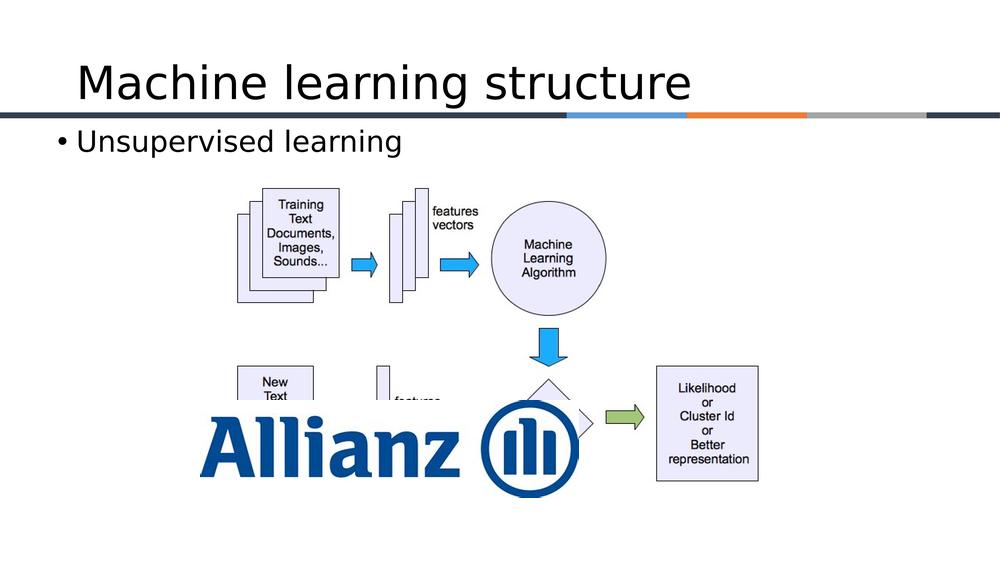 Machine learning structure
• Unsupervised learning
Training
Text
Documents,
Images,
Sounds...
features
vectors
Machine
Learning
Algorithm
New
Text
Likelihood
or
Cluster Id
or
Better
representation
Allianz